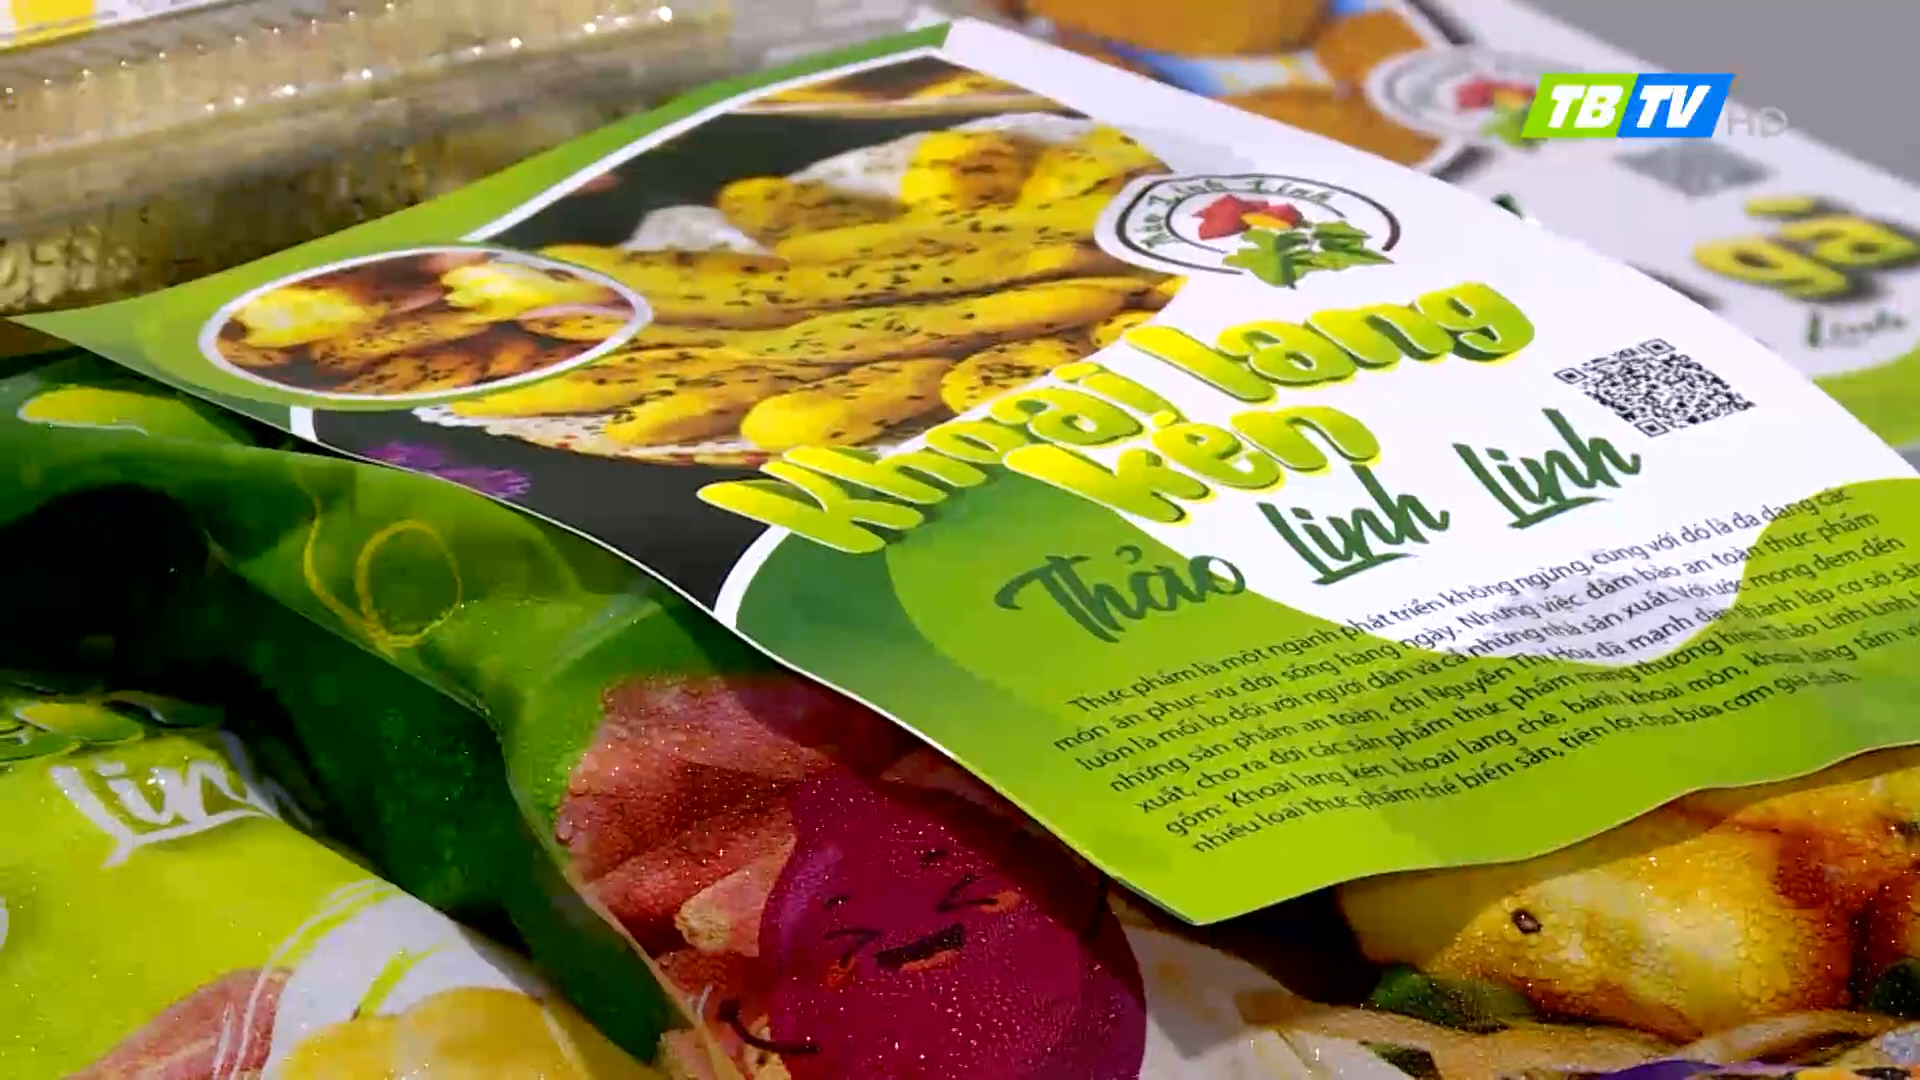 TBTV HD
Thảo Linh Linh
gà
Khoai lang
kén
Thảo Linh Linh
Linh
Thực phẩm là một ngành phát triển không ngừng, cùng với đó là đa dạng các
món ăn phục vụ đời sống hàng ngày. Nhưng việc đảm bảo an toàn thực phẩm
luôn là mối lo đối với người dân và cả những nhà sản xuất. Với ước mong đem đến
những sản phẩm an toàn, chị Nguyễn Thị Hòa đã mạnh dạn thành lập cơ sở sản
xuất, cho ra đời các sản phẩm thực phẩm mang thương hiệu Thảo Linh Linh
gồm: Khoai lang kén, khoai lang chè, bánh khoai môn, khoai lang tẩm
nhiều loại thực phẩm chế biến sẵn, tiện lợi cho bữa cơm gia đình.